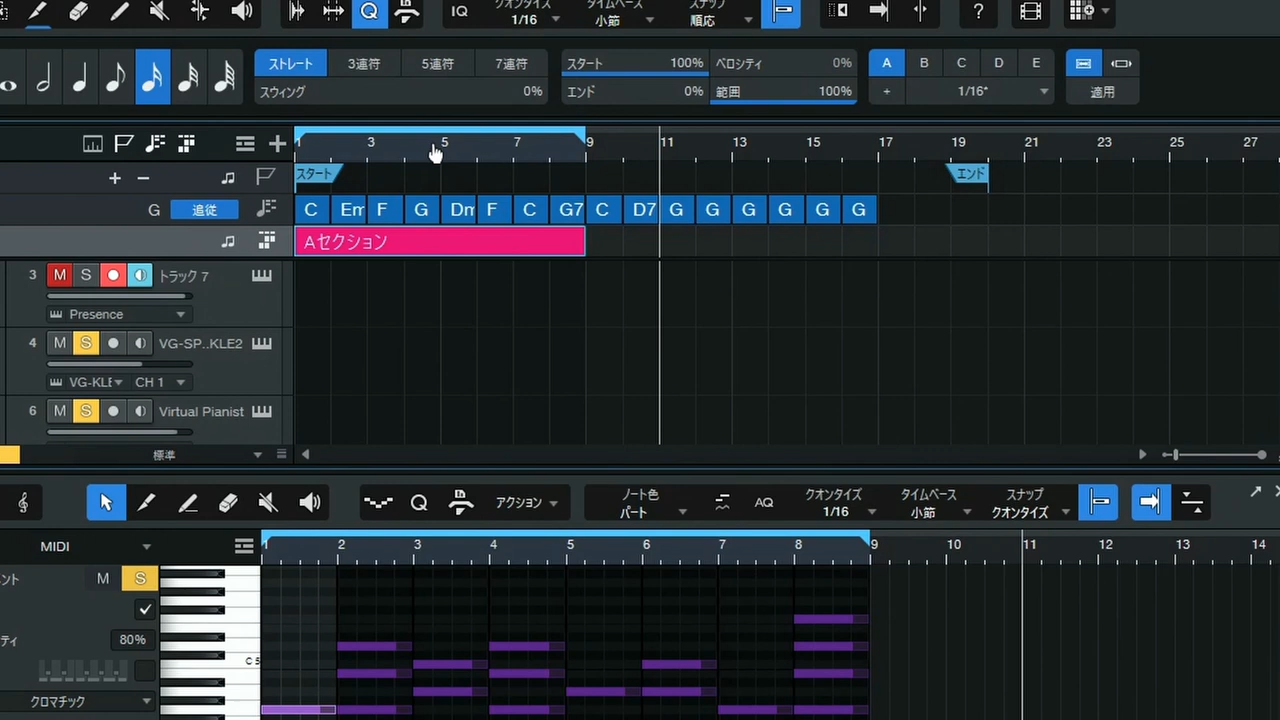 IQ
クオンタイズ
1/16
タイムベース
小節
スナップ
順応
?
ストレート 3連符 5連符 7連符
スウィング 0%
スタート 100%
エンド 0%
ベロシティ 0%
範囲 100%
A B C D E
+ 1/16*
適用
1 3 5 7 9 11 13 15 17 19 21 23 25 27
スタート エンド
G 追従
C Em F G Dm F C G7 C D7 G G G G G G
Aセクション
3 M S トラック 7
Presence
4 M S VG-SP..KLE2
VG-KLE CH 1
6 M S Virtual Pianist
標準
アクション
ノート色
パート
AQ
クオンタイズ
1/16
タイムベース
小節
スナップ
クオンタイズ
MIDI
1 2 3 4 5 6 7 8 9 10 11 12 13 14
ント M S
ティ 80%
C 5
クロマチック